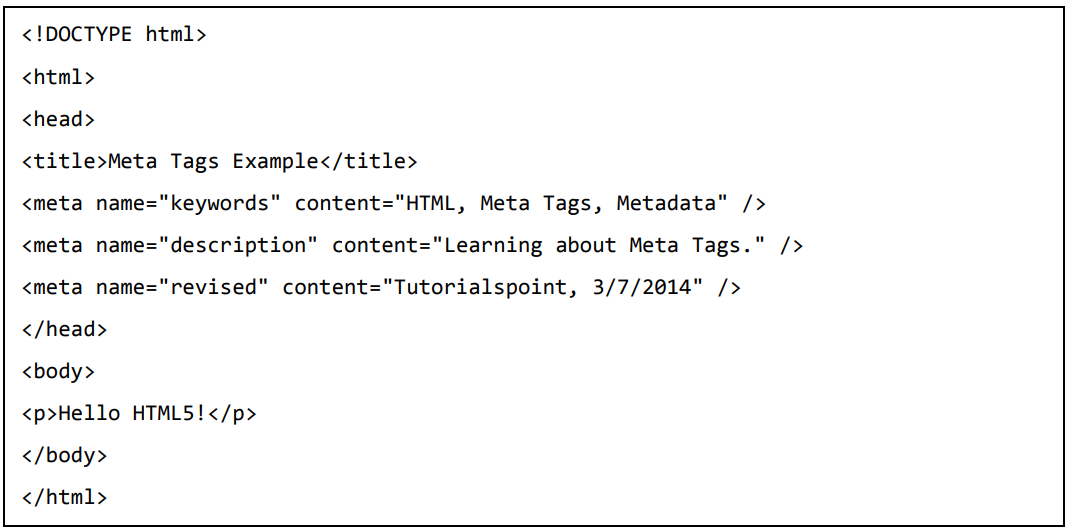 <!DOCTYPE html>
<html>
<head>
<title>Meta Tags Example</title>
<meta name="keywords" content="HTML, Meta Tags, Metadata" />
<meta name="description" content="Learning about Meta Tags." />
<meta name="revised" content="Tutorialspoint, 3/7/2014" />
</head>
<body>
<p>Hello HTML5!</p>
</body>
</html>